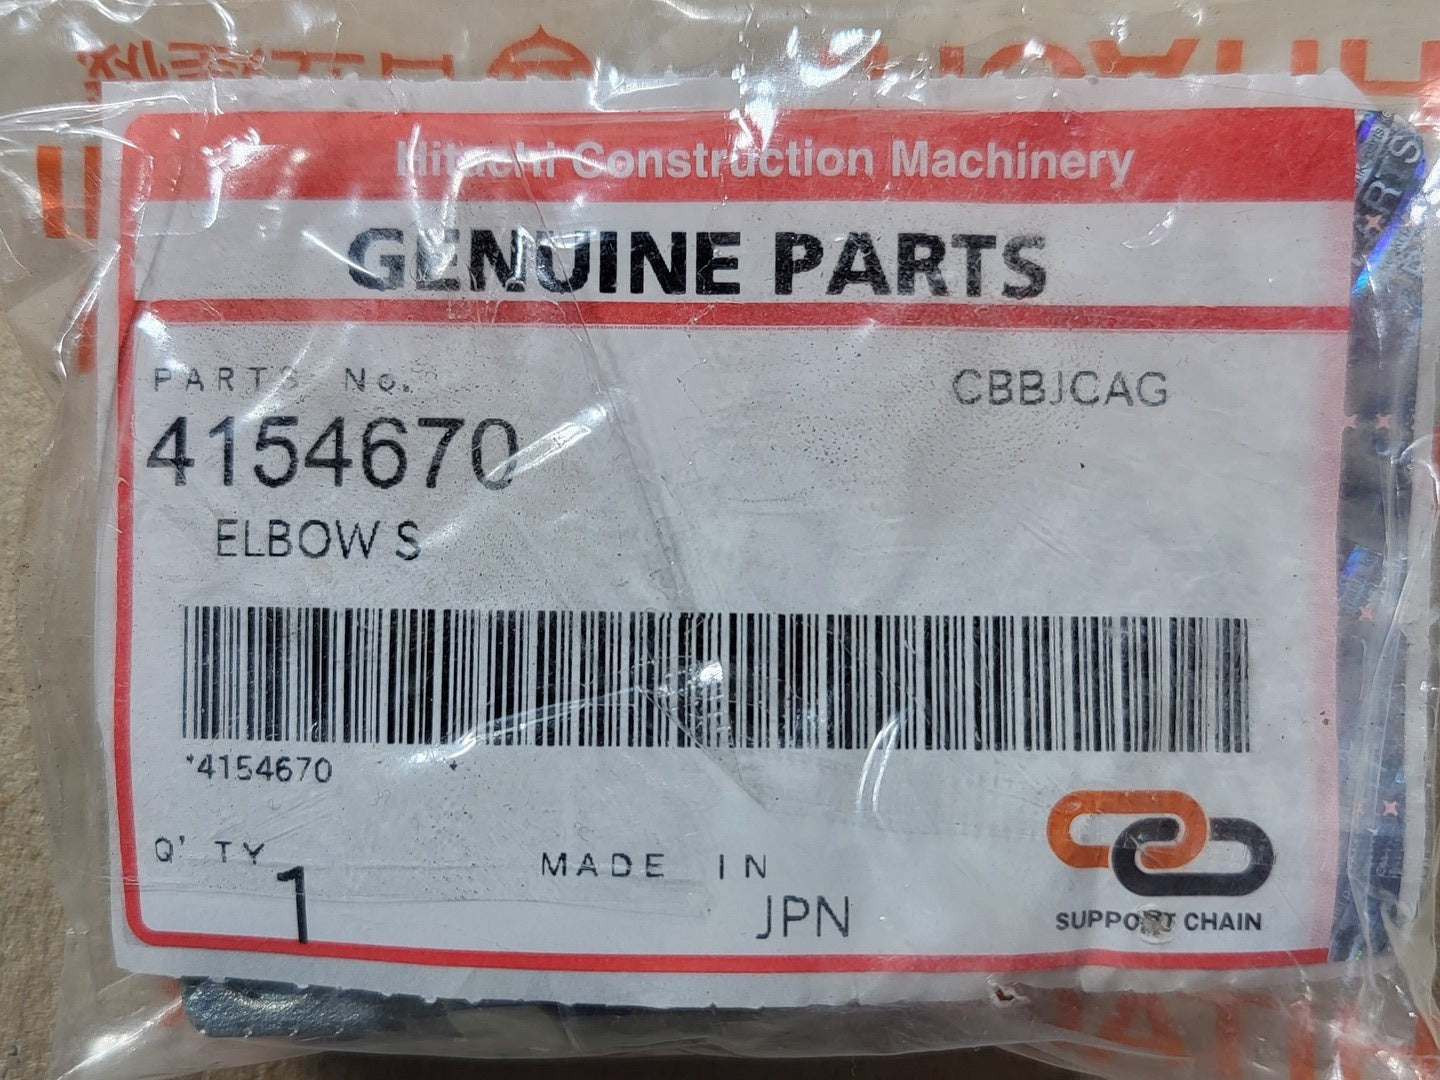 Hitachi Construction Machinery
GENUINE PARTS
PARTS No.
CBBJCAG
4154670
ELBOW S
*4154670 *
Q'TY
1
MADE IN
JPN
SUPPORT CHAIN